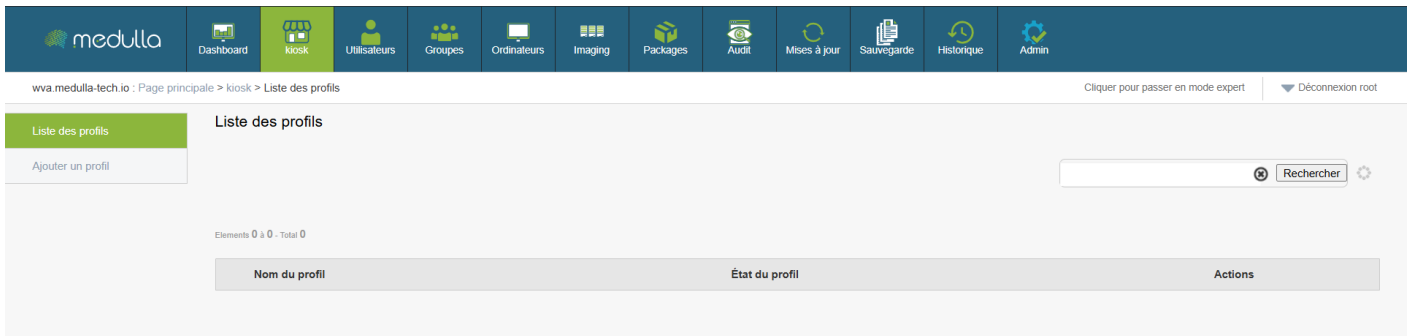 medulla
Dashboard kiosk Utilisateurs Groupes Ordinateurs Imaging Packages Audit Mises à jour Sauvegarde Historique Admin
wva.medulla-tech.io : Page principale > kiosk > Liste des profils Cliquer pour passer en mode expert Déconnexion root
Liste des profils
Ajouter un profil
Liste des profils
Rechercher
Elements 0 à 0 - Total 0
Nom du profil État du profil Actions